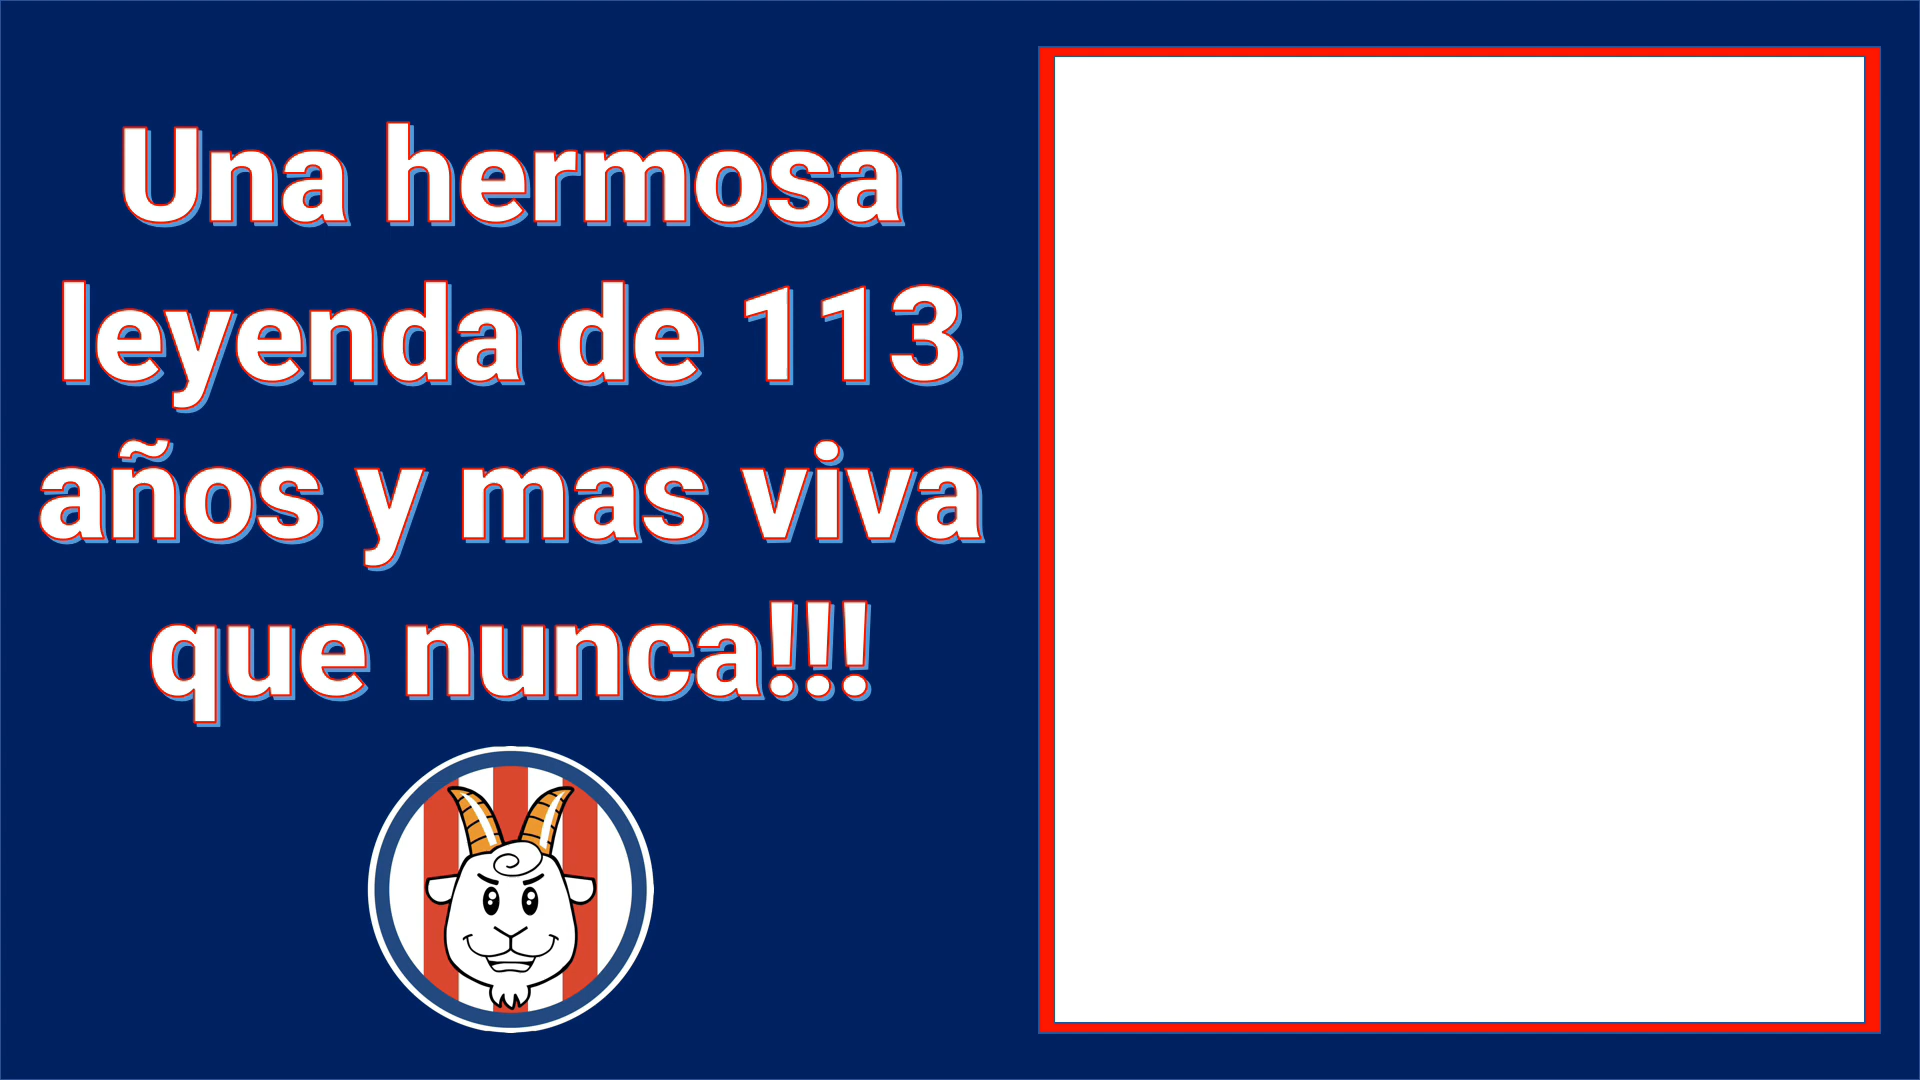 Una hermosa
leyenda de 113
años y mas viva
que nunca!!!